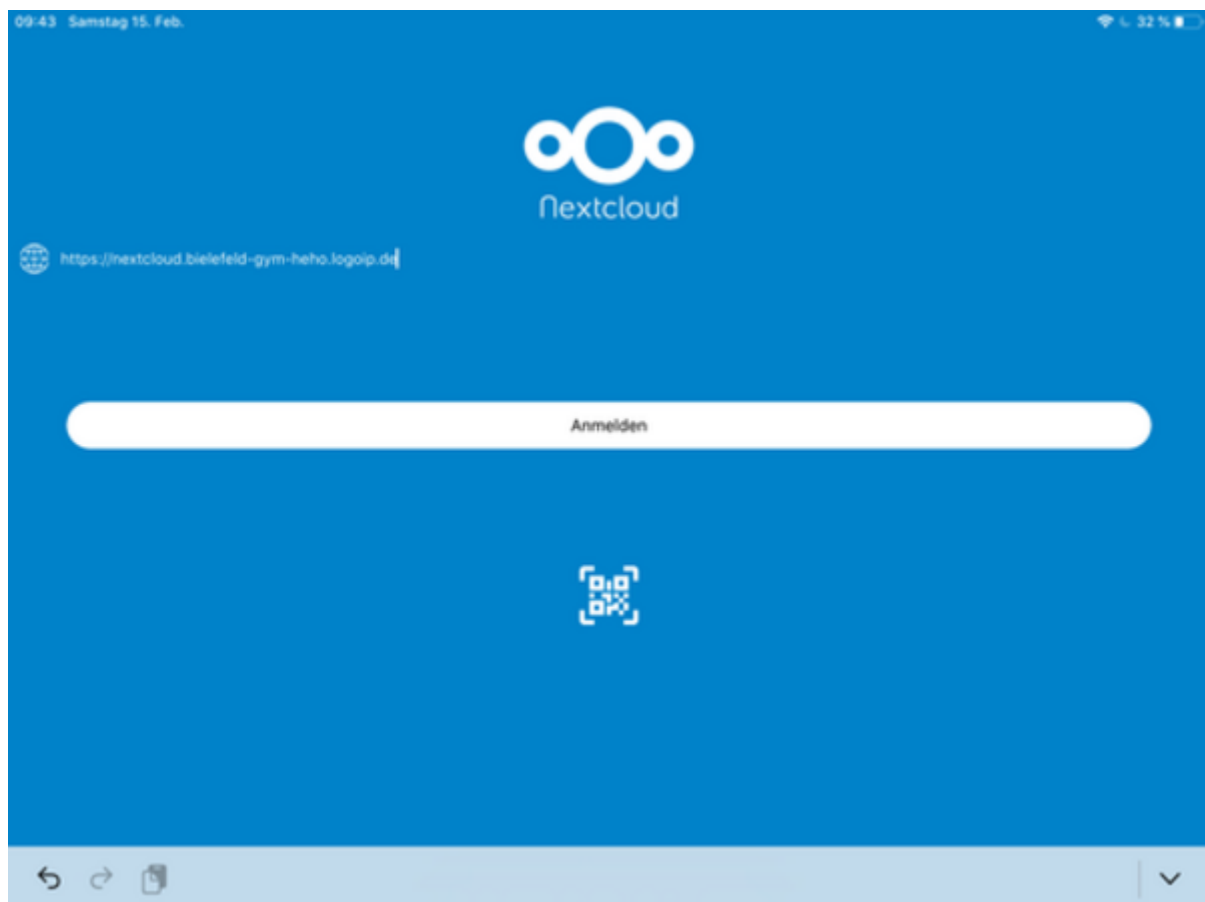 09:43 Samstag 15. Feb.
32 %
Nextcloud
https://nextcloud.bielefeld-gym-heho.logoip.de
Anmelden